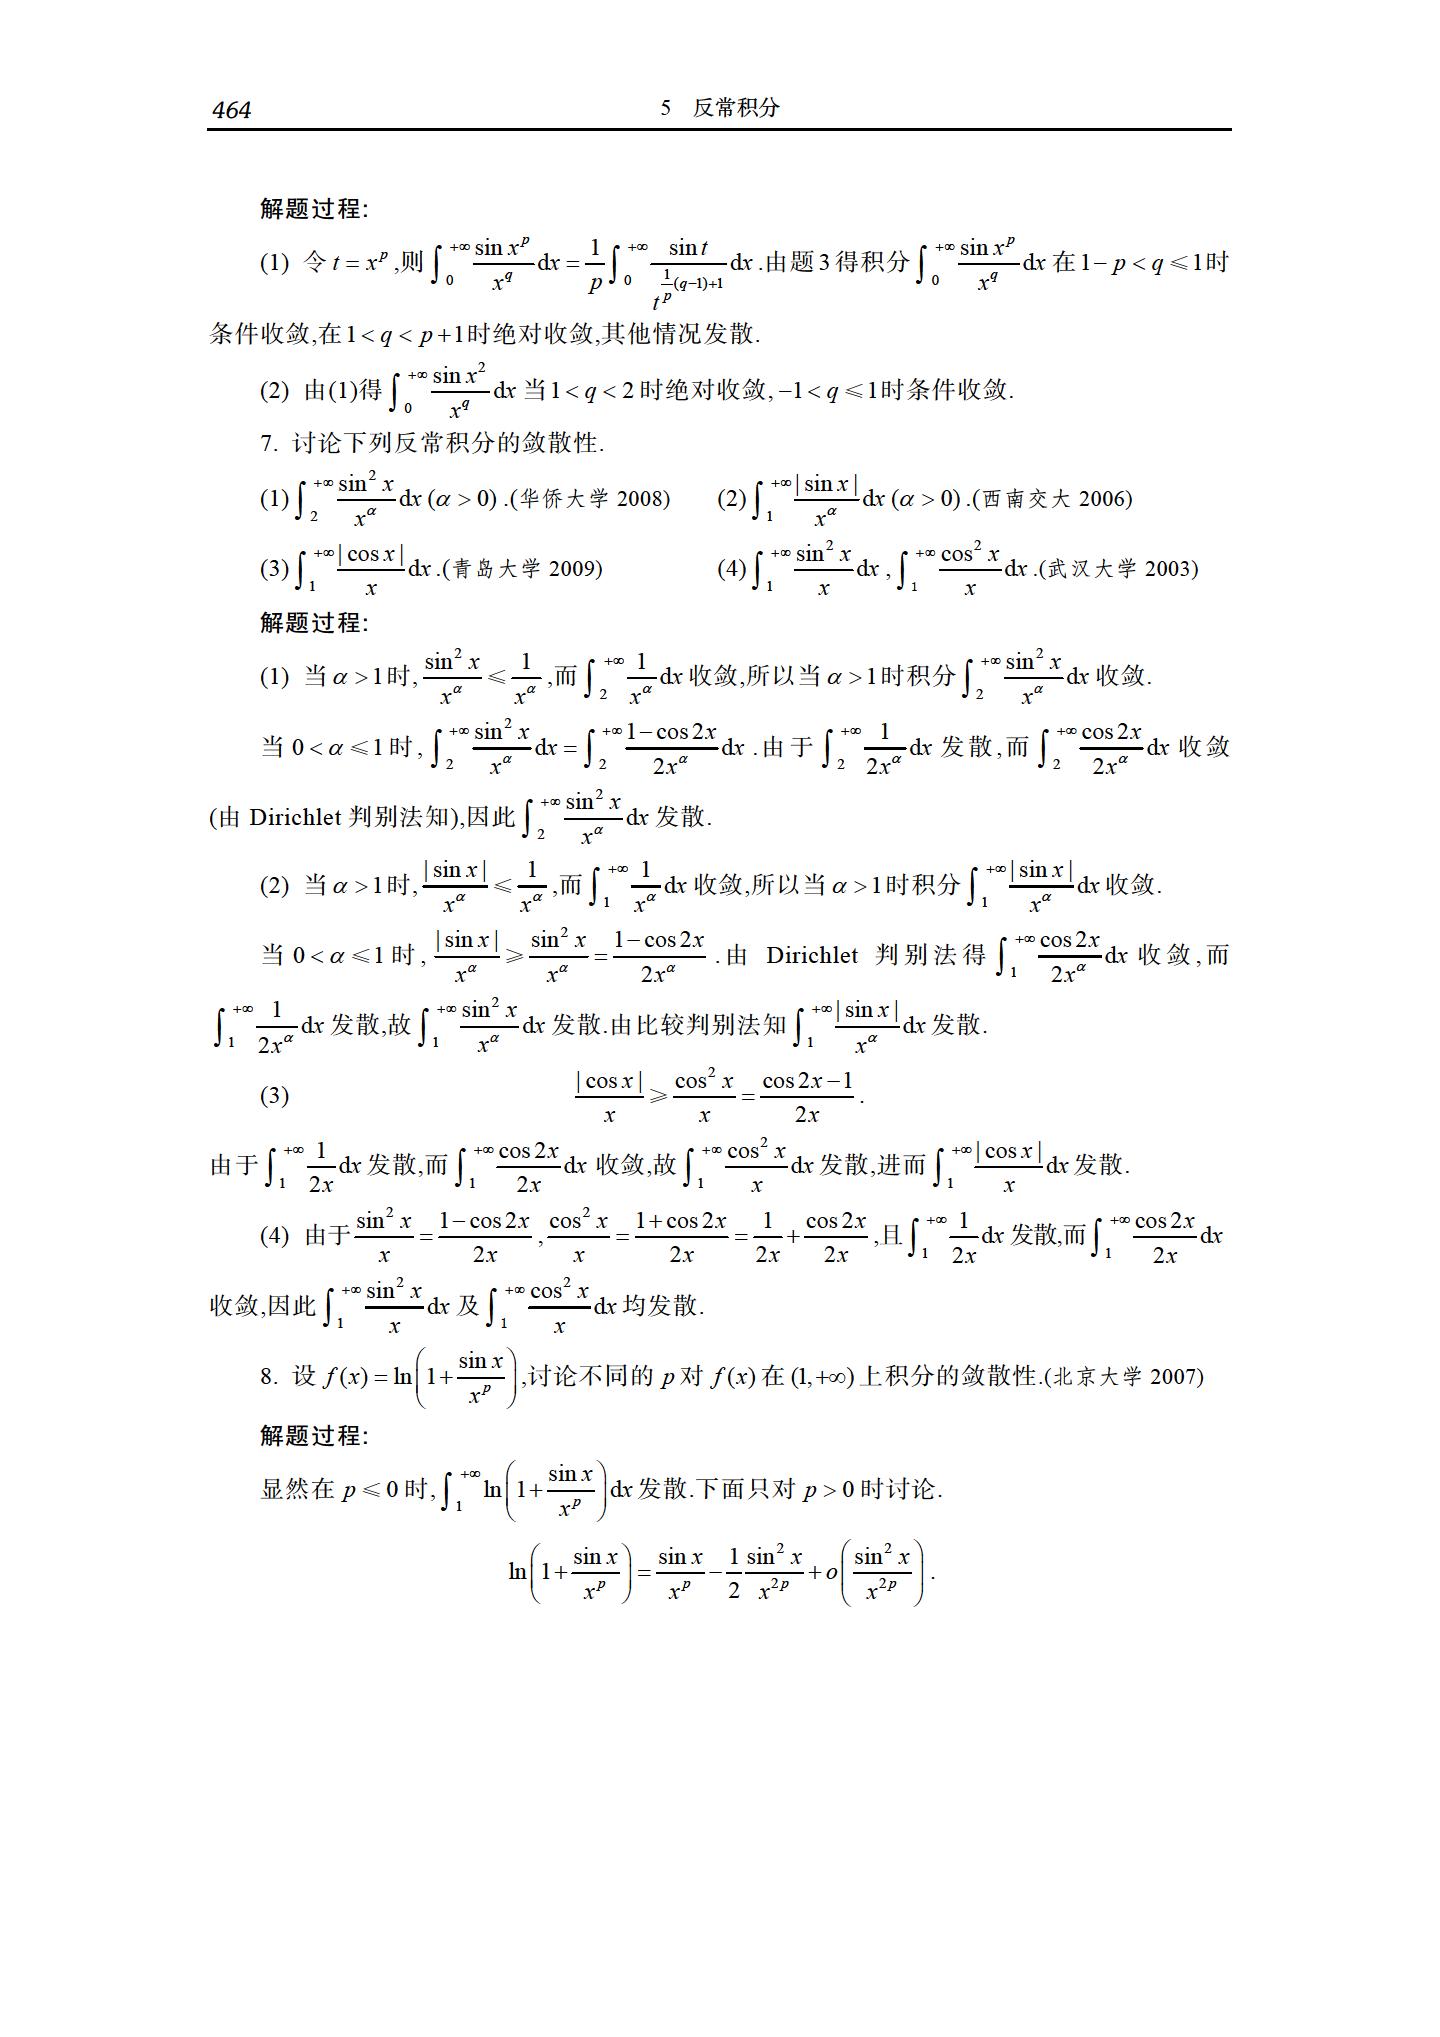 464 5 反常积分
解题过程:
(1) 令 $t=x^p$ ,则 $\int_0^{+\infty}\frac{\sin x^p}{x^q}dx=\frac{1}{p}\int_0^{+\infty}\frac{\sin t}{t^{\frac{1}{p}(q-1)+1}}dx$ .由题 3 得积分 $\int_0^{+\infty}\frac{\sin x^p}{x^q}dx$ 在 $1-p<q\leqslant 1$ 时
条件收敛,在 $1<q<p+1$ 时绝对收敛,其他情况发散.
(2) 由(1)得 $\int_0^{+\infty}\frac{\sin x^2}{x^q}dx$ 当 $1<q<2$ 时绝对收敛, $-1<q\leqslant 1$ 时条件收敛.
7. 讨论下列反常积分的敛散性.
(1) $\int_2^{+\infty}\frac{\sin^2 x}{x^\alpha}dx\,(\alpha>0)$ .(华侨大学 2008) (2) $\int_1^{+\infty}\frac{|\sin x|}{x^\alpha}dx\,(\alpha>0)$ .(西南交大 2006)
(3) $\int_1^{+\infty}\frac{|\cos x|}{x}dx$ .(青岛大学 2009) (4) $\int_1^{+\infty}\frac{\sin^2 x}{x}dx$ , $\int_1^{+\infty}\frac{\cos^2 x}{x}dx$ .(武汉大学 2003)
解题过程:
(1) 当 $\alpha>1$ 时, $\frac{\sin^2 x}{x^\alpha}\leqslant\frac{1}{x^\alpha}$ ,而 $\int_2^{+\infty}\frac{1}{x^\alpha}dx$ 收敛,所以当 $\alpha>1$ 时积分 $\int_2^{+\infty}\frac{\sin^2 x}{x^\alpha}dx$ 收敛.
当 $0<\alpha\leqslant 1$ 时, $\int_2^{+\infty}\frac{\sin^2 x}{x^\alpha}dx=\int_2^{+\infty}\frac{1-\cos 2x}{2x^\alpha}dx$ .由于 $\int_2^{+\infty}\frac{1}{2x^\alpha}dx$ 发散,而 $\int_2^{+\infty}\frac{\cos 2x}{2x^\alpha}dx$ 收敛
(由 Dirichlet 判别法知),因此 $\int_2^{+\infty}\frac{\sin^2 x}{x^\alpha}dx$ 发散.
(2) 当 $\alpha>1$ 时, $\frac{|\sin x|}{x^\alpha}\leqslant\frac{1}{x^\alpha}$ ,而 $\int_1^{+\infty}\frac{1}{x^\alpha}dx$ 收敛,所以当 $\alpha>1$ 时积分 $\int_1^{+\infty}\frac{|\sin x|}{x^\alpha}dx$ 收敛.
当 $0<\alpha\leqslant 1$ 时, $\frac{|\sin x|}{x^\alpha}\geqslant\frac{\sin^2 x}{x^\alpha}=\frac{1-\cos 2x}{2x^\alpha}$ .由 Dirichlet 判别法得 $\int_1^{+\infty}\frac{\cos 2x}{2x^\alpha}dx$ 收敛,而
$\int_1^{+\infty}\frac{1}{2x^\alpha}dx$ 发散,故 $\int_1^{+\infty}\frac{\sin^2 x}{x^\alpha}dx$ 发散.由比较判别法知 $\int_1^{+\infty}\frac{|\sin x|}{x^\alpha}dx$ 发散.
(3) $\frac{|\cos x|}{x}\geqslant\frac{\cos^2 x}{x}=\frac{\cos 2x-1}{2x}$ .
由于 $\int_1^{+\infty}\frac{1}{2x}dx$ 发散,而 $\int_1^{+\infty}\frac{\cos 2x}{2x}dx$ 收敛,故 $\int_1^{+\infty}\frac{\cos^2 x}{x}dx$ 发散,进而 $\int_1^{+\infty}\frac{|\cos x|}{x}dx$ 发散.
(4) 由于 $\frac{\sin^2 x}{x}=\frac{1-\cos 2x}{2x}$ , $\frac{\cos^2 x}{x}=\frac{1+\cos 2x}{2x}=\frac{1}{2x}+\frac{\cos 2x}{2x}$ ,且 $\int_1^{+\infty}\frac{1}{2x}dx$ 发散,而 $\int_1^{+\infty}\frac{\cos 2x}{2x}dx$
收敛,因此 $\int_1^{+\infty}\frac{\sin^2 x}{x}dx$ 及 $\int_1^{+\infty}\frac{\cos^2 x}{x}dx$ 均发散.
8. 设 $f(x)=\ln\left(1+\frac{\sin x}{x^p}\right)$ ,讨论不同的 $p$ 对 $f(x)$ 在 $(1,+\infty)$ 上积分的敛散性.(北京大学 2007)
解题过程:
显然在 $p\leqslant 0$ 时, $\int_1^{+\infty}\ln\left(1+\frac{\sin x}{x^p}\right)dx$ 发散.下面只对 $p>0$ 时讨论.
$\ln\left(1+\frac{\sin x}{x^p}\right)=\frac{\sin x}{x^p}-\frac{1}{2}\frac{\sin^2 x}{x^{2p}}+o\left(\frac{\sin^2 x}{x^{2p}}\right)$ .